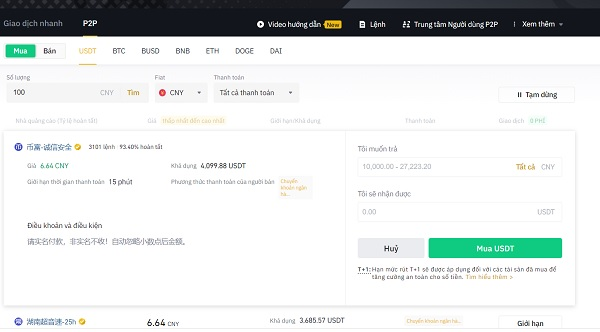 Giao dịch nhanh P2P Video hướng dẫn New Lệnh Trung tâm Người dùng P2P Xem thêm
Mua Bán USDT BTC BUSD BNB ETH DOGE DAI
Số lượng Fiat Thanh toán
100 CNY Tìm CNY Tất cả thanh toán Tạm dừng
Nhà quảng cáo (Tỷ lệ hoàn tất) Giá thấp nhất đến cao nhất Giới hạn/Khả dụng Thanh toán Giao dịch 0 PHÍ
币富-诚信安全 3101 lệnh 93.40% hoàn tất
Giá 6.64 CNY Khả dụng 4,099.88 USDT
Giới hạn thời gian thanh toán 15 phút Phương thức thanh toán của người bán Chuyển khoản ngân hà...
Điều khoản và điều kiện
请实名付款，非实名不收！自动忽略小数点后金额。
Tôi muốn trả
10,000.00 - 27,223.20 Tất cả CNY
Tôi sẽ nhận được
0.00 USDT
Huỷ Mua USDT
T+1: Hạn mức rút T+1 sẽ được áp dụng đối với các tài sản đã mua để
tăng cường an toàn cho số tiền. Tìm hiểu thêm >
湖南超音速-25h 6.64 CNY Khả dụng 3,685.57 USDT Chuyển khoản ngân hà... Giới hạn